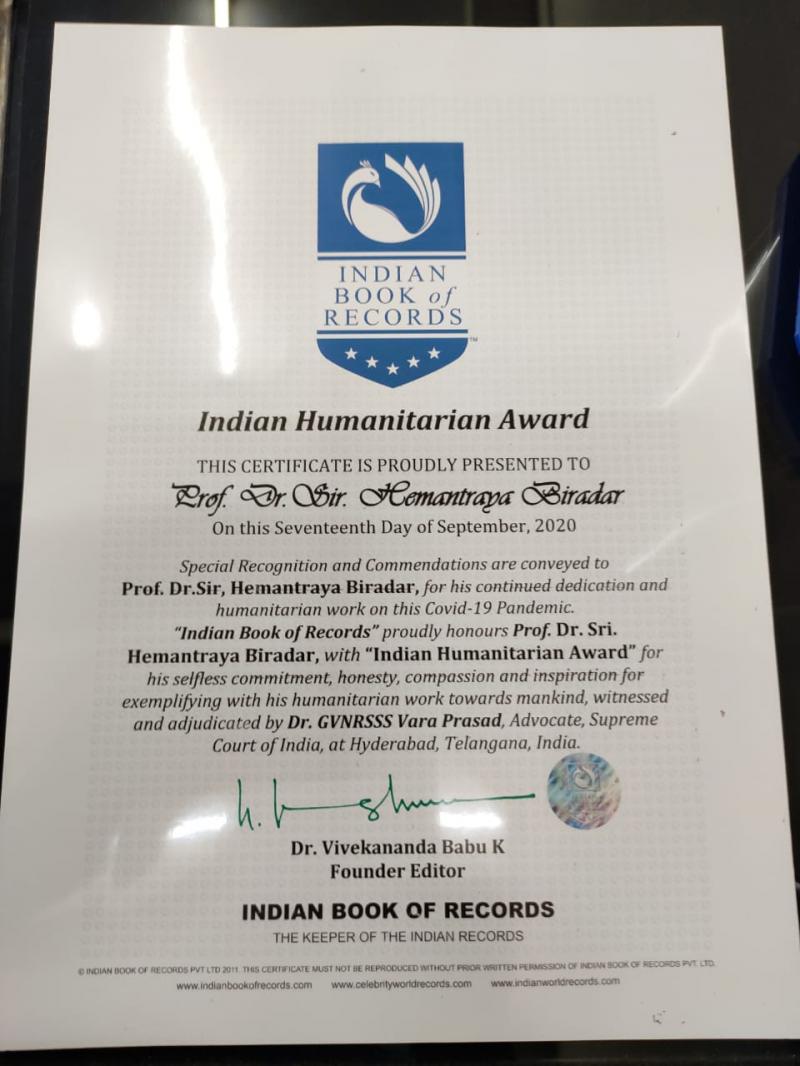 INDIAN
BOOK of
RECORDS
TM
Indian Humanitarian Award
THIS CERTIFICATE IS PROUDLY PRESENTED TO
Prof. Dr. Sir. Hemantraya Biradar
On this Seventeenth Day of September, 2020
Special Recognition and Commendations are conveyed to
Prof. Dr.Sir, Hemantraya Biradar, for his continued dedication and
humanitarian work on this Covid-19 Pandemic.
"Indian Book of Records" proudly honours Prof. Dr. Sri.
Hemantraya Biradar, with "Indian Humanitarian Award" for
his selfless commitment, honesty, compassion and inspiration for
exemplifying with his humanitarian work towards mankind, witnessed
and adjudicated by Dr. GVNRSSS Vara Prasad, Advocate, Supreme
Court of India, at Hyderabad, Telangana, India.
Dr. Vivekananda Babu K
Founder Editor
INDIAN BOOK OF RECORDS
THE KEEPER OF THE INDIAN RECORDS
© INDIAN BOOK OF RECORDS PVT LTD 2011. THIS CERTIFICATE MUST NOT BE REPRODUCED WITHOUT PRIOR WRITTEN PERMISSION OF INDIAN BOOK OF RECORDS PVT. LTD.
www.indianbookofrecords.com www.celebrityworldrecords.com www.indianworldrecords.com